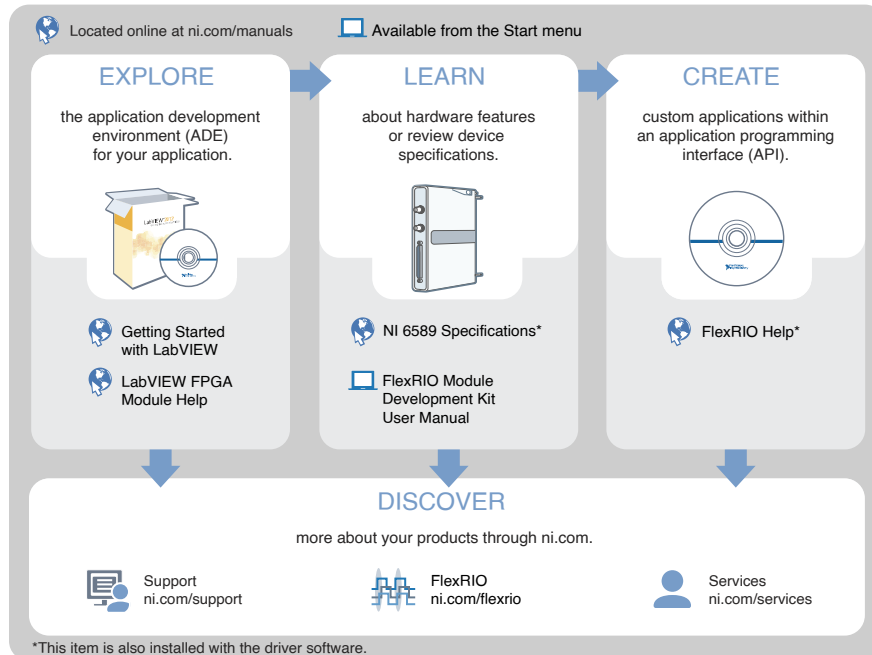 Located online at ni.com/manuals
Available from the Start menu
EXPLORE
the application development
environment (ADE)
for your application.
LabVIEW
Getting Started
with LabVIEW
LabVIEW FPGA
Module Help
LEARN
about hardware features
or review device
specifications.
NI 6589 Specifications*
FlexRIO Module
Development Kit
User Manual
CREATE
custom applications within
an application programming
interface (API).
FlexRIO Help*
DISCOVER
more about your products through ni.com.
Support
ni.com/support
FlexRIO
ni.com/flexrio
Services
ni.com/services
*This item is also installed with the driver software.